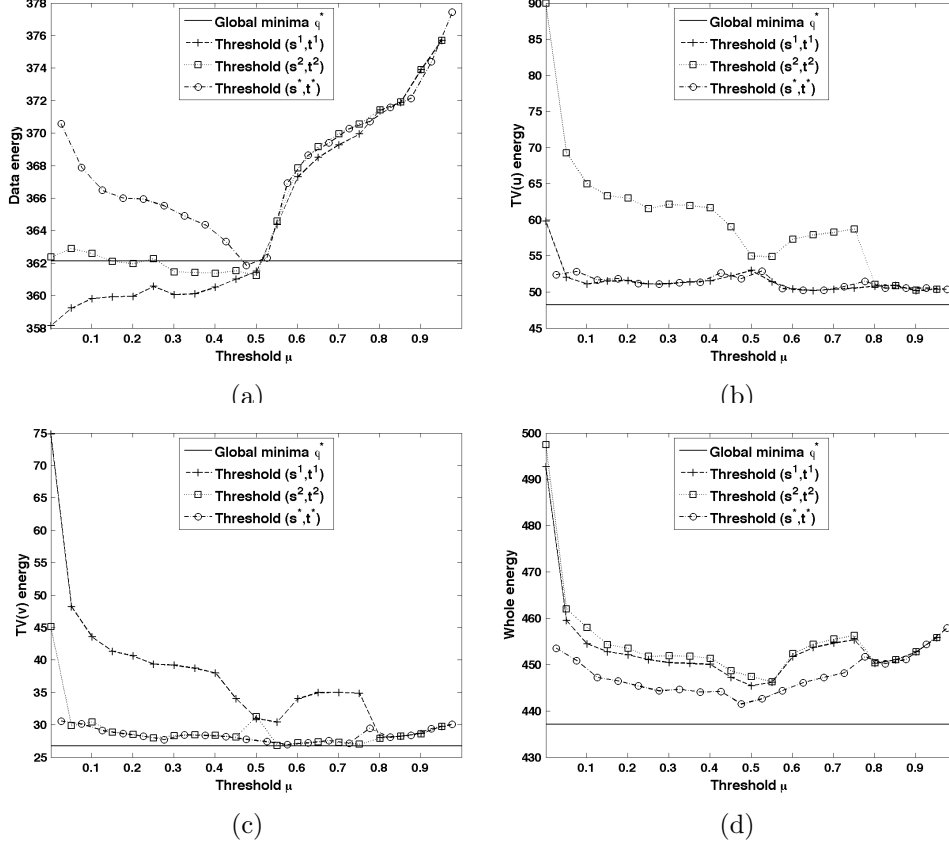 378
376
374
372
370
368
366
364
362
360
358
Data energy
Global minima q*
Threshold (s¹,t¹)
Threshold (s²,t²)
Threshold (s*,t*)
0.1 0.2 0.3 0.4 0.5 0.6 0.7 0.8 0.9
Threshold μ
(a)
90
85
80
75
70
65
60
55
50
45
TV(u) energy
Global minima q*
Threshold (s¹,t¹)
Threshold (s²,t²)
Threshold (s*,t*)
0.1 0.2 0.3 0.4 0.5 0.6 0.7 0.8 0.9
Threshold μ
(b)
75
70
65
60
55
50
45
40
35
30
25
TV(v) energy
Global minima q*
Threshold (s¹,t¹)
Threshold (s²,t²)
Threshold (s*,t*)
0.1 0.2 0.3 0.4 0.5 0.6 0.7 0.8 0.9
Threshold μ
(c)
500
490
480
470
460
450
440
430
Whole energy
Global minima q*
Threshold (s¹,t¹)
Threshold (s²,t²)
Threshold (s*,t*)
0.1 0.2 0.3 0.4 0.5 0.6 0.7 0.8 0.9
Threshold μ
(d)